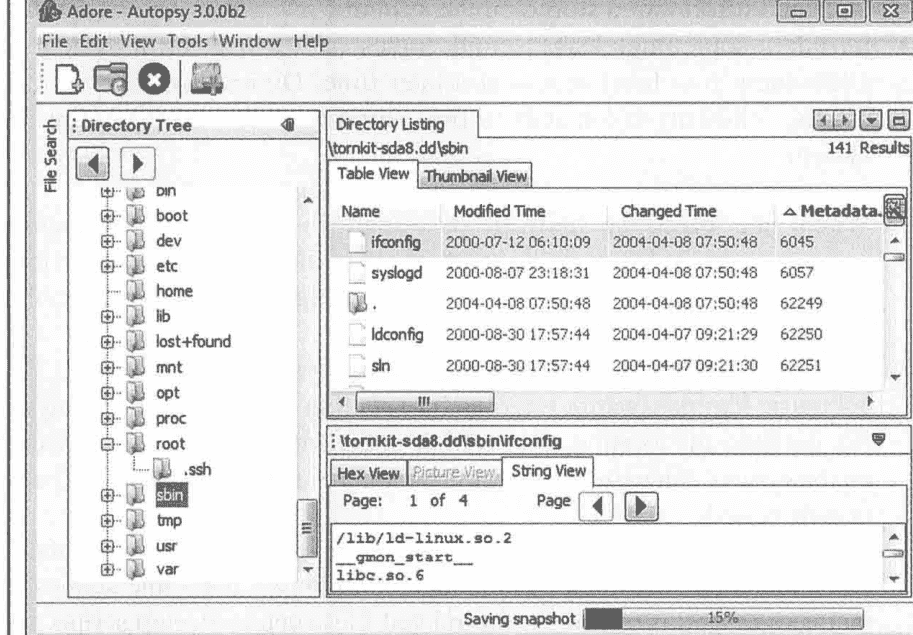 Adore - Autopsy 3.0.0b2
File Edit View Tools Window Help
File Search
Directory Tree
bin
boot
dev
etc
home
lib
lost+found
mnt
opt
proc
root
.ssh
sbin
tmp
usr
var
Directory Listing
\tornkit-sda8.dd\sbin
141 Results
Table View Thumbnail View
Name Modified Time Changed Time Metadata.
ifconfig 2000-07-12 06:10:09 2004-04-08 07:50:48 6045
syslogd 2000-08-07 23:18:31 2004-04-08 07:50:48 6057
. 2004-04-08 07:50:48 2004-04-08 07:50:48 62249
ldconfig 2000-08-30 17:57:44 2004-04-07 09:21:29 62250
sln 2000-08-30 17:57:44 2004-04-07 09:21:30 62251
\tornkit-sda8.dd\sbin\ifconfig
Hex View Picture View String View
Page: 1 of 4 Page
/lib/ld-linux.so.2
__gmon_start__
libc.so.6
Saving snapshot 15%